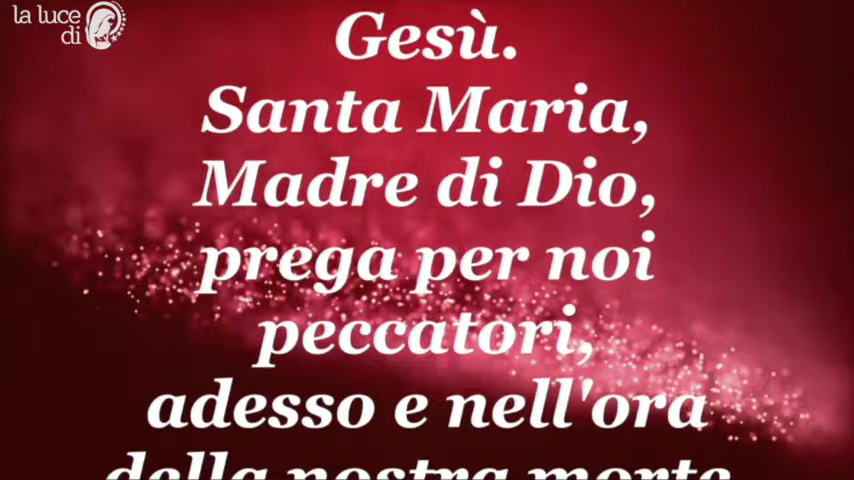 la luce
di
Gesù.
Santa Maria,
Madre di Dio,
prega per noi
peccatori,
adesso e nell'ora
della nostra morte